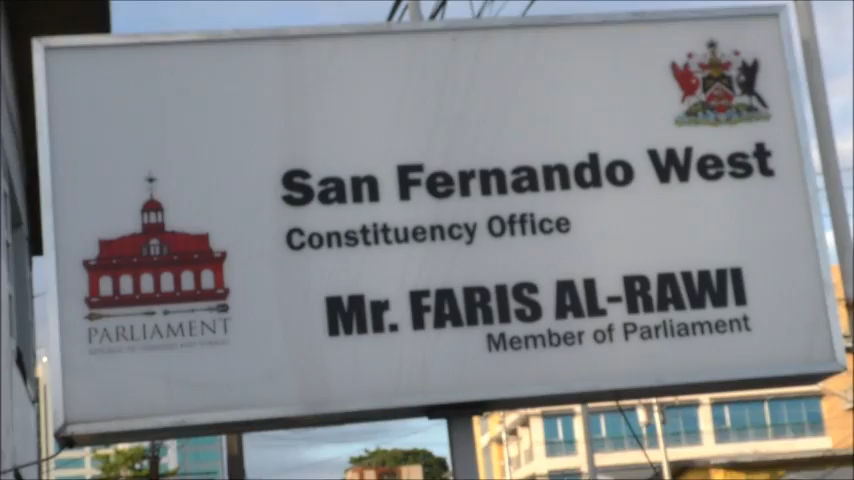 San Fernando West
Constituency Office
Mr. FARIS AL-RAWI
Member of Parliament
PARLIAMENT